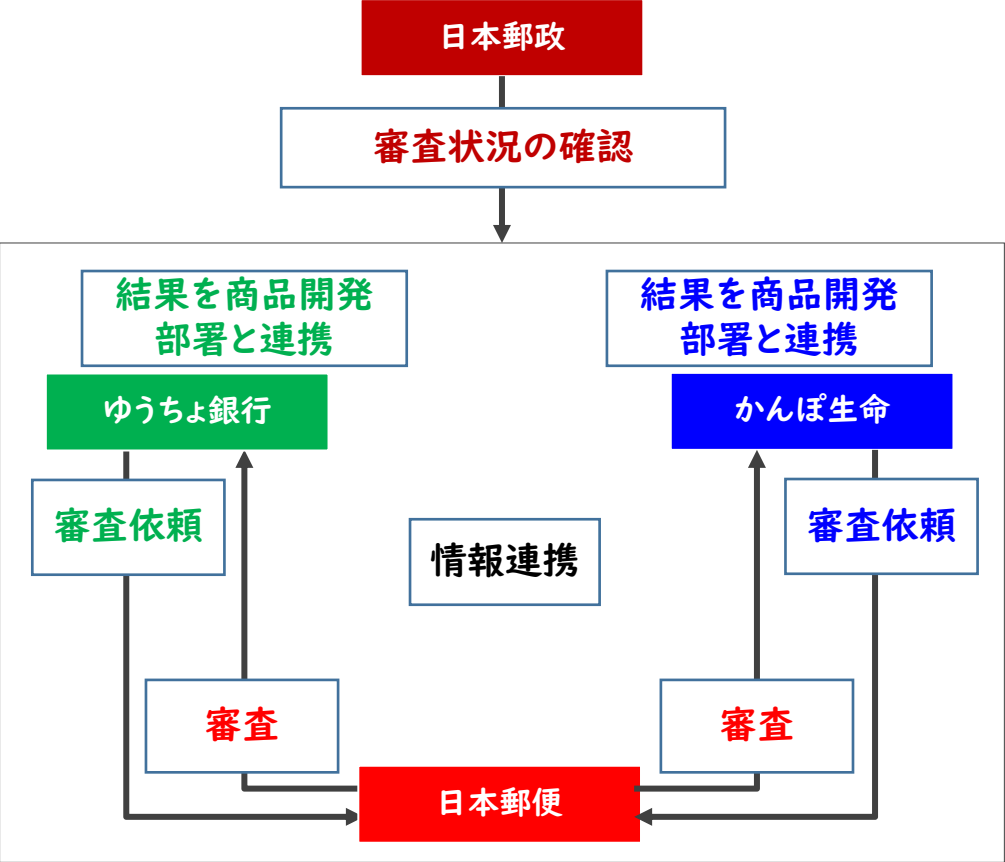 日本郵政
審査状況の確認
結果を商品開発
部署と連携
結果を商品開発
部署と連携
ゆうちょ銀行
かんぽ生命
審査依頼
審査依頼
情報連携
審査
審査
日本郵便